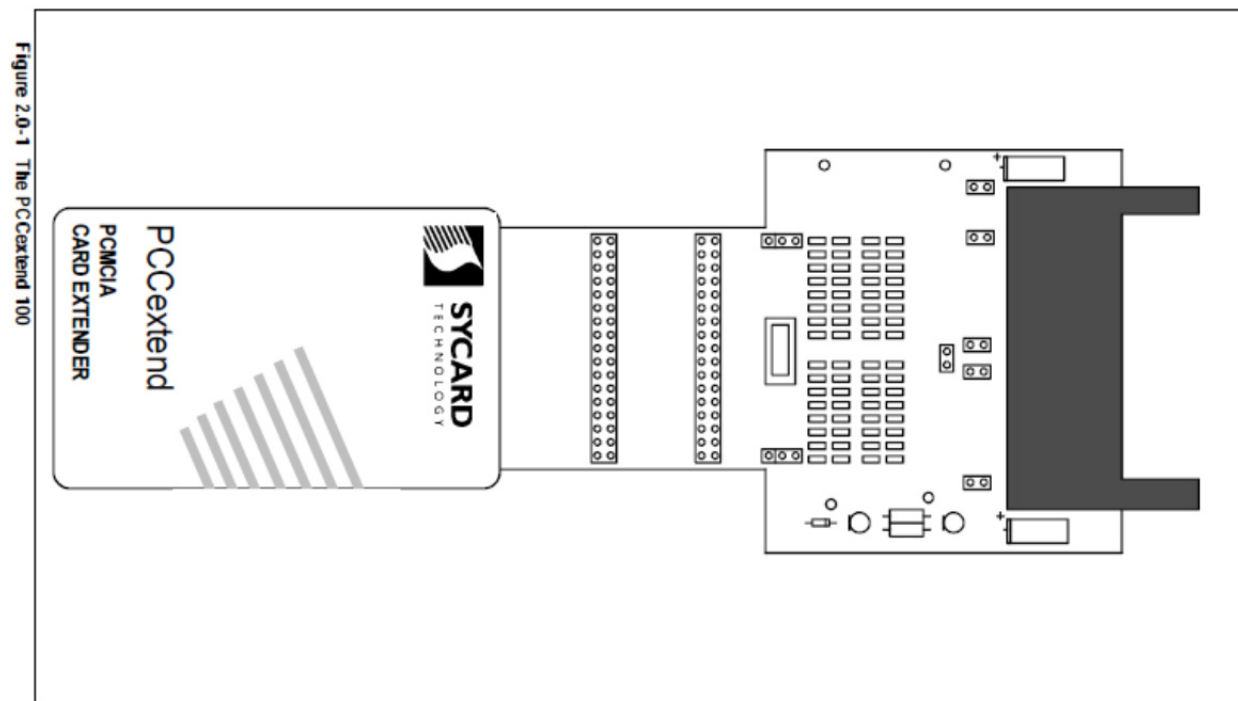 Figure 2.0-1 The PCCextend 100
SYCARD
TECHNOLOGY
PCCextend
PCMCIA
CARD EXTENDER
+
+